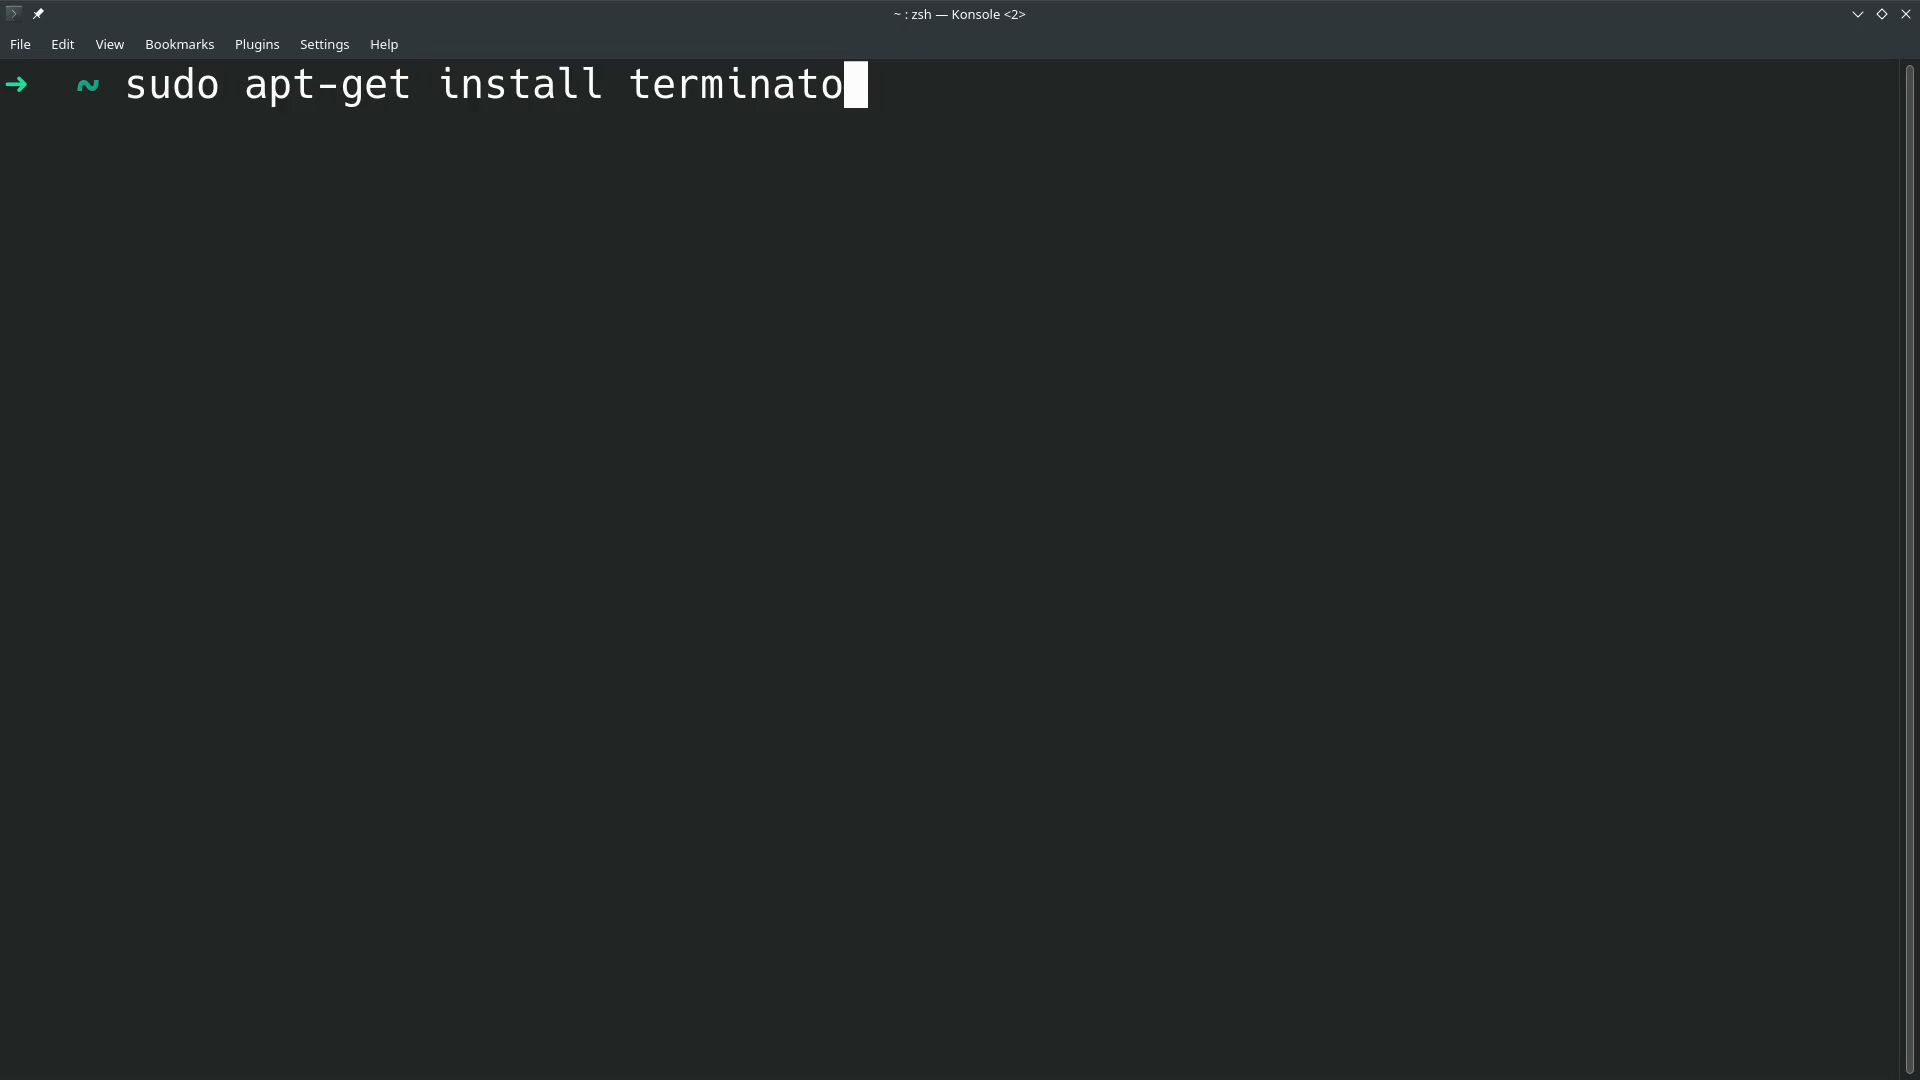 ~ : zsh — Konsole <2>
File Edit View Bookmarks Plugins Settings Help
➜ ~ sudo apt-get install terminato